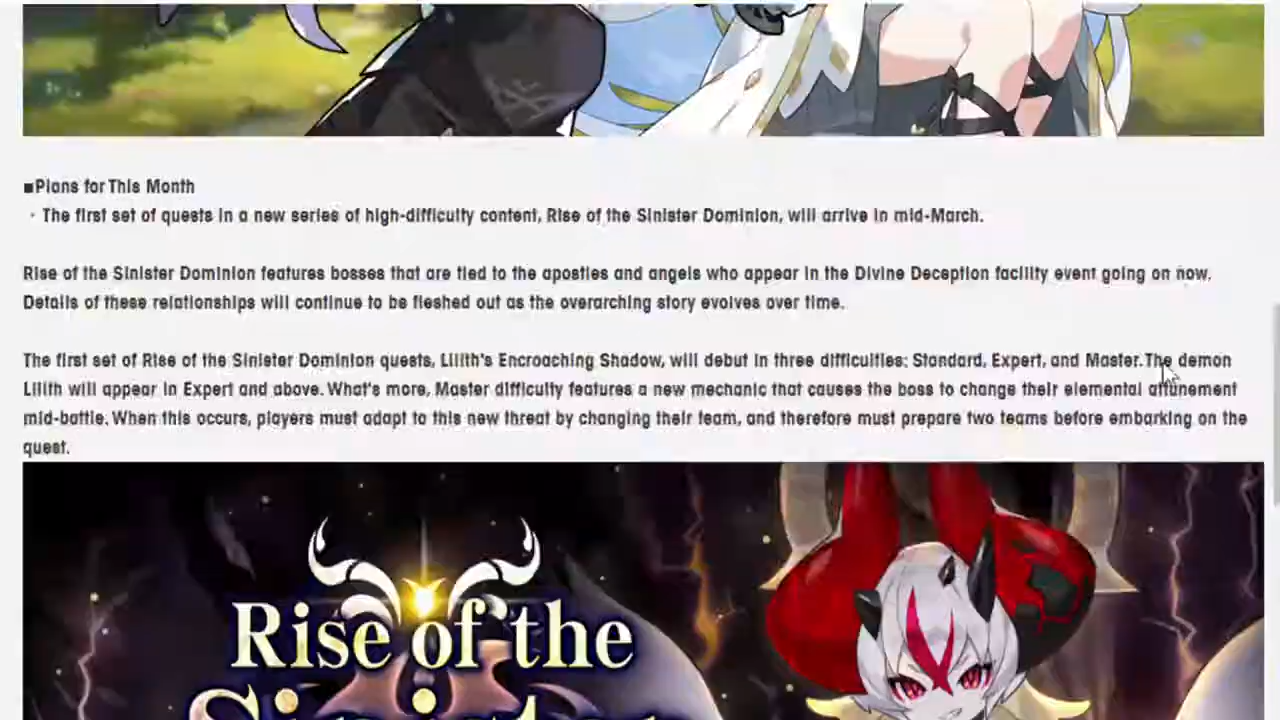 ■Plans for This Month
・The first set of quests in a new series of high-difficulty content, Rise of the Sinister Dominion, will arrive in mid-March.
Rise of the Sinister Dominion features bosses that are tied to the apostles and angels who appear in the Divine Deception facility event going on now.
Details of these relationships will continue to be fleshed out as the overarching story evolves over time.
The first set of Rise of the Sinister Dominion quests, Lilith's Encroaching Shadow, will debut in three difficulties: Standard, Expert, and Master. The demon
Lilith will appear in Expert and above. What's more, Master difficulty features a new mechanic that causes the boss to change their elemental attunement
mid-battle. When this occurs, players must adapt to this new threat by changing their team, and therefore must prepare two teams before embarking on the
quest.
Rise of the
Sinister